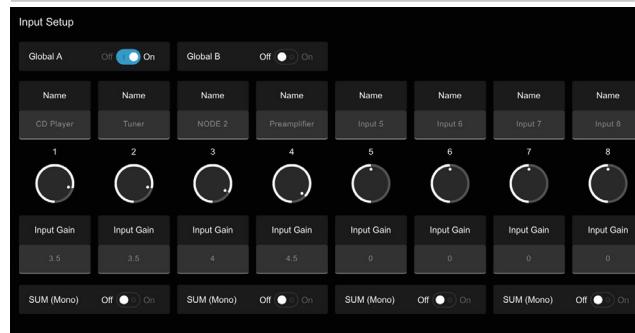 Input Setup
Global A Off On Global B Off On
Name Name Name Name Name Name Name Name
CD Player Tuner NODE 2 Preamplifier Input 5 Input 6 Input 7 Input 8
1 2 3 4 5 6 7 8
Input Gain Input Gain Input Gain Input Gain Input Gain Input Gain Input Gain Input Gain
3.5 3.5 4 4.5 0 0 0 0
SUM (Mono) Off On SUM (Mono) Off On SUM (Mono) Off On SUM (Mono) Off On